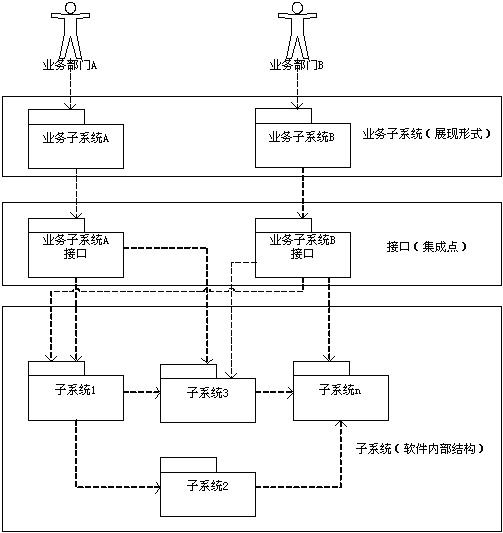 业务部门A
业务部门B
业务子系统A
业务子系统B
业务子系统（展现形式）
业务子系统A
接口
业务子系统B
接口
接口（集成点）
子系统1
子系统3
子系统n
子系统（软件内部结构）
子系统2